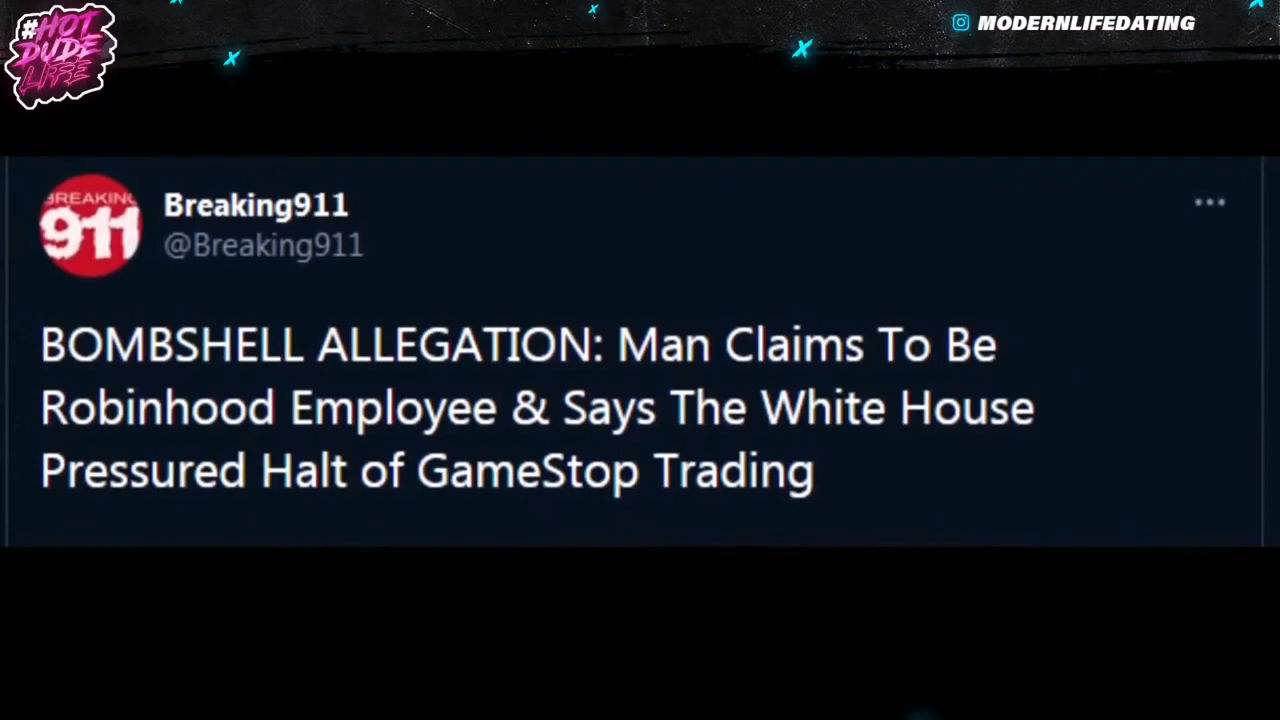 #HOT
DUDE
LIFE
MODERNLIFEDATING
BREAKING
911
Breaking911
@Breaking911
BOMBSHELL ALLEGATION: Man Claims To Be
Robinhood Employee & Says The White House
Pressured Halt of GameStop Trading